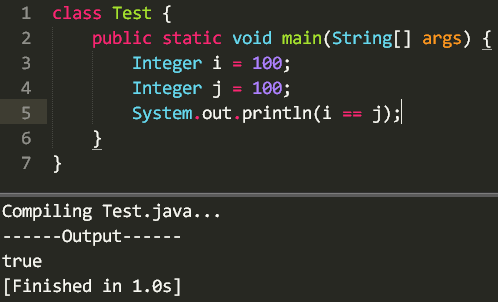 1 class Test {
2     public static void main(String[] args) {
3         Integer i = 100;
4         Integer j = 100;
5         System.out.println(i == j);
6     }
7 }
Compiling Test.java...
------Output------
true
[Finished in 1.0s]